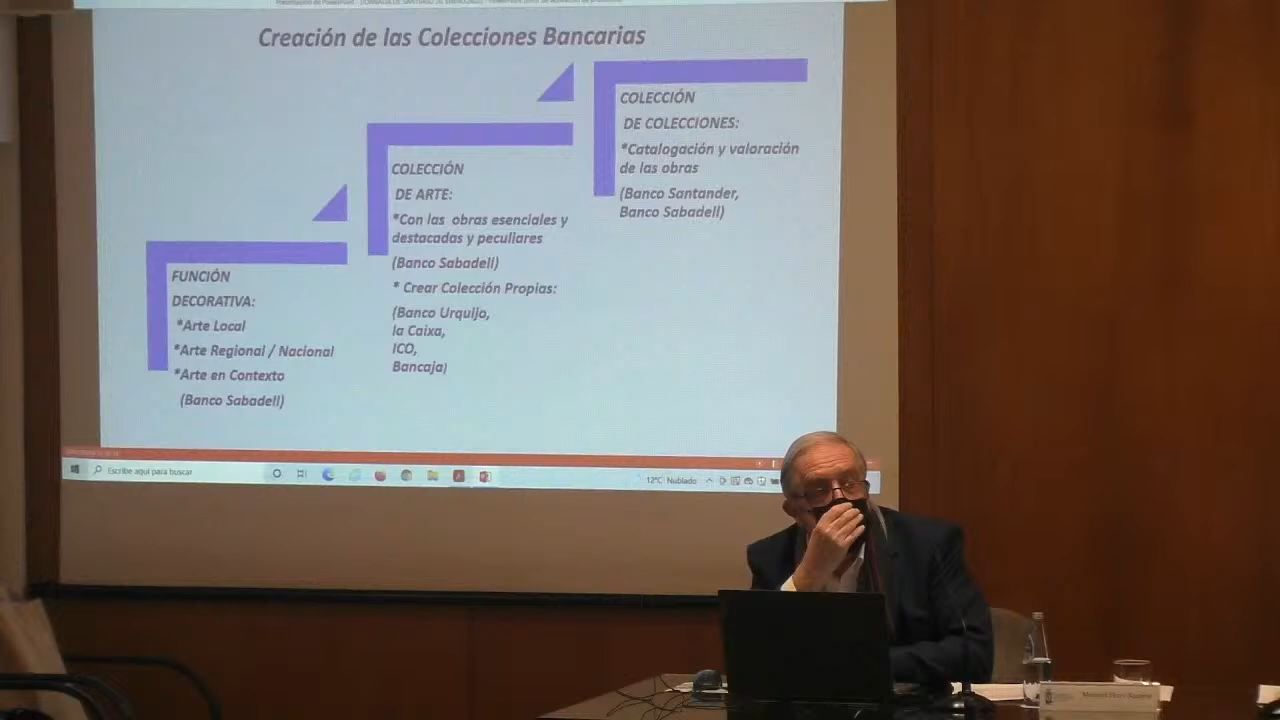 Creación de las Colecciones Bancarias
FUNCIÓN
DECORATIVA:
*Arte Local
*Arte Regional / Nacional
*Arte en Contexto
(Banco Sabadell)
COLECCIÓN
DE ARTE:
*Con las obras esenciales y
destacadas y peculiares
(Banco Sabadell)
* Crear Colección Propias:
(Banco Urquijo,
la Caixa,
ICO,
Bancaja)
COLECCIÓN
DE COLECCIONES:
*Catalogación y valoración
de las obras
(Banco Santander,
Banco Sabadell)
Escribe aquí para buscar
12°C Nublado